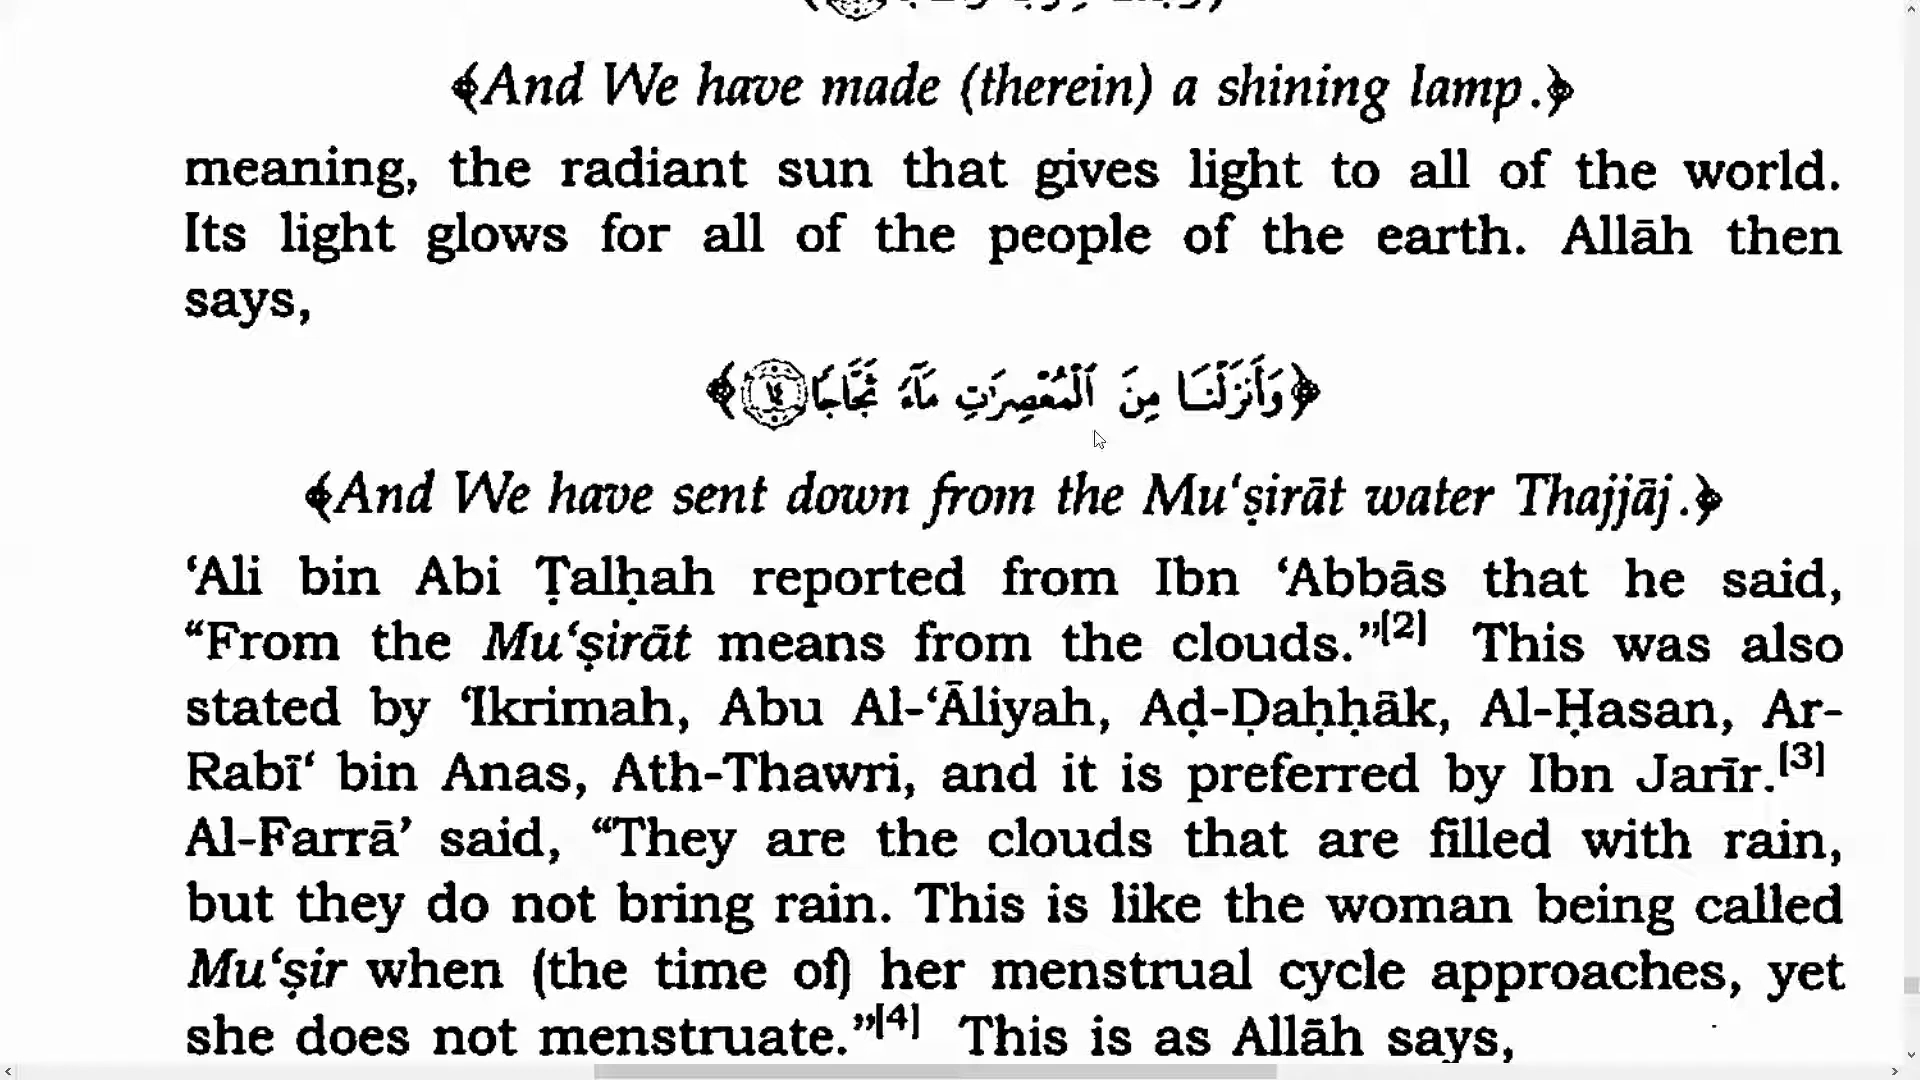 ﴿And We have made (therein) a shining lamp.﴾
meaning, the radiant sun that gives light to all of the world.
Its light glows for all of the people of the earth. Allāh then
says,
﴿وَأَنزَلْنَا مِنَ ٱلْمُعْصِرَٰتِ مَآءً ثَجَّاجًا ١٤﴾
﴿And We have sent down from the Mu‘ṣirāt water Thajjāj.﴾
‘Ali bin Abi Ṭalḥah reported from Ibn ‘Abbās that he said,
“From the Mu‘ṣirāt means from the clouds.”[2] This was also
stated by ‘Ikrimah, Abu Al-‘Āliyah, Aḍ-Ḍaḥḥāk, Al-Ḥasan, Ar-
Rabī‘ bin Anas, Ath-Thawri, and it is preferred by Ibn Jarīr.[3]
Al-Farrā’ said, “They are the clouds that are filled with rain,
but they do not bring rain. This is like the woman being called
Mu‘ṣir when (the time of) her menstrual cycle approaches, yet
she does not menstruate.”[4] This is as Allāh says,